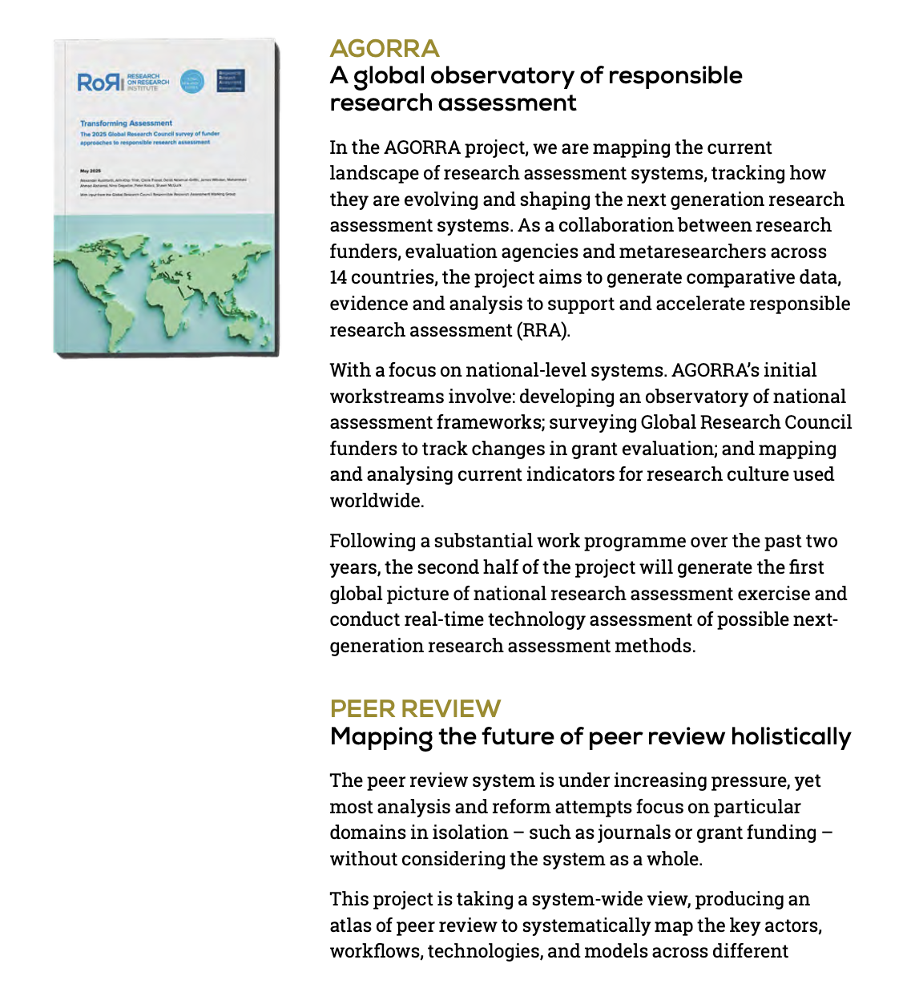 RoRI RESEARCH
ON RESEARCH
INSTITUTE
Transforming Assessment
The 2025 Global Research Council survey of funder
approaches to responsible research assessment
May 2025
With input from the Global Research Council Responsible Research Assessment Working Group
AGORRA
A global observatory of responsible
research assessment
In the AGORRA project, we are mapping the current
landscape of research assessment systems, tracking how
they are evolving and shaping the next generation research
assessment systems. As a collaboration between research
funders, evaluation agencies and metaresearchers across
14 countries, the project aims to generate comparative data,
evidence and analysis to support and accelerate responsible
research assessment (RRA).
With a focus on national-level systems. AGORRA’s initial
workstreams involve: developing an observatory of national
assessment frameworks; surveying Global Research Council
funders to track changes in grant evaluation; and mapping
and analysing current indicators for research culture used
worldwide.
Following a substantial work programme over the past two
years, the second half of the project will generate the first
global picture of national research assessment exercise and
conduct real-time technology assessment of possible next-
generation research assessment methods.
PEER REVIEW
Mapping the future of peer review holistically
The peer review system is under increasing pressure, yet
most analysis and reform attempts focus on particular
domains in isolation – such as journals or grant funding –
without considering the system as a whole.
This project is taking a system-wide view, producing an
atlas of peer review to systematically map the key actors,
workflows, technologies, and models across different